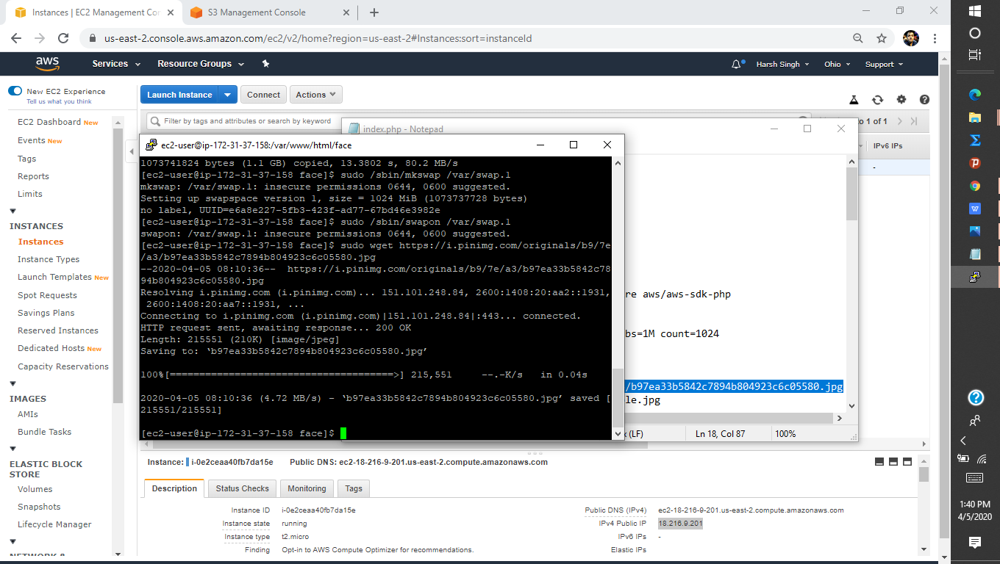 Instances | EC2 Management Con
S3 Management Console
us-east-2.console.aws.amazon.com/ec2/v2/home?region=us-east-2#Instances:sort=instanceId
aws
Services
Resource Groups
Harsh Singh
Ohio
Support
New EC2 Experience
Tell us what you think
EC2 Dashboard New
Events New
Tags
Reports
Limits
INSTANCES
Instances
Instance Types
Launch Templates New
Spot Requests
Savings Plans
Reserved Instances
Dedicated Hosts New
Capacity Reservations
IMAGES
AMIs
Bundle Tasks
ELASTIC BLOCK
STORE
Volumes
Snapshots
Lifecycle Manager
Launch Instance
Connect
Actions
Filter by tags and attributes or search by keyword
to 1 of 1
IPv6 IPs
-
index.php - Notepad
re aws/aws-sdk-php
bs=1M count=1024
/b97ea33b5842c7894b804923c6c05580.jpg
le.jpg
(LF)
Ln 18, Col 87
100%
ec2-user@ip-172-31-37-158:/var/www/html/face
1073741824 bytes (1.1 GB) copied, 13.3802 s, 80.2 MB/s
[ec2-user@ip-172-31-37-158 face]$ sudo /sbin/mkswap /var/swap.1
mkswap: /var/swap.1: insecure permissions 0644, 0600 suggested.
Setting up swapspace version 1, size = 1024 MiB (1073737728 bytes)
no label, UUID=e6a8e227-5fb3-423f-ad77-67bd46e3982e
[ec2-user@ip-172-31-37-158 face]$ sudo /sbin/swapon /var/swap.1
swapon: /var/swap.1: insecure permissions 0644, 0600 suggested.
[ec2-user@ip-172-31-37-158 face]$ sudo wget https://i.pinimg.com/originals/b9/7e
/a3/b97ea33b5842c7894b804923c6c05580.jpg
--2020-04-05 08:10:36--  https://i.pinimg.com/originals/b9/7e/a3/b97ea33b5842c78
94b804923c6c05580.jpg
Resolving i.pinimg.com (i.pinimg.com)... 151.101.248.84, 2600:1408:20:aa2::1931,
2600:1408:20:aa7::1931, ...
Connecting to i.pinimg.com (i.pinimg.com)|151.101.248.84|:443... connected.
HTTP request sent, awaiting response... 200 OK
Length: 215551 (210K) [image/jpeg]
Saving to: ‘b97ea33b5842c7894b804923c6c05580.jpg’
100%[======================================>] 215,551     --.-K/s   in 0.04s
2020-04-05 08:10:36 (4.72 MB/s) - ‘b97ea33b5842c7894b804923c6c05580.jpg’ saved [
215551/215551]
[ec2-user@ip-172-31-37-158 face]$
Instance: i-0e2ceaa40fb7da15e Public DNS: ec2-18-216-9-201.us-east-2.compute.amazonaws.com
Description
Status Checks
Monitoring
Tags
Instance ID i-0e2ceaa40fb7da15e
Instance state running
Instance type t2.micro
Finding Opt-in to AWS Compute Optimizer for recommendations.
Public DNS (IPv4) ec2-18-216-9-201.us-east-2.compute.amazonaws.com
IPv4 Public IP 18.216.9.201
IPv6 IPs -
Elastic IPs
1:40 PM
4/5/2020